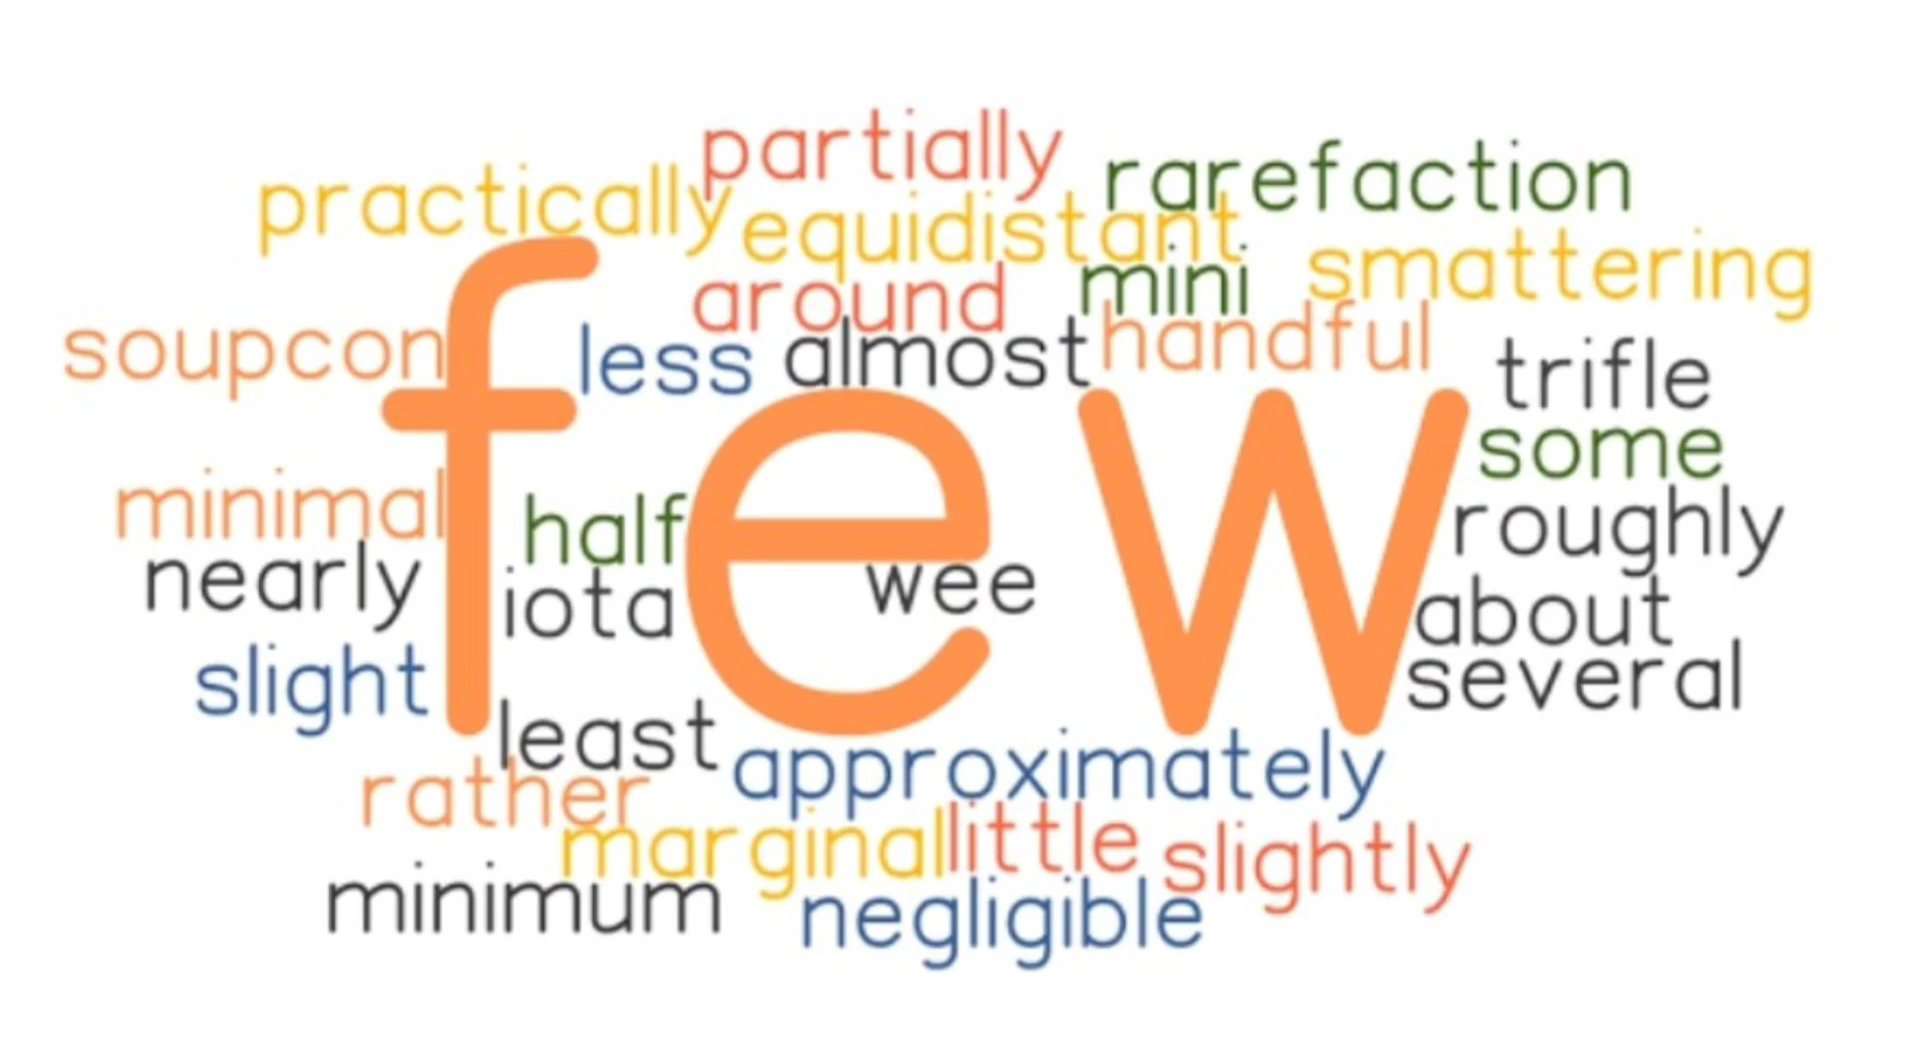 partially
rarefaction
practically
equidistant
smattering
mini
around
handful
soupcon
less
almost
trifle
few
some
minimal
half
roughly
nearly
iota
wee
about
slight
several
least
approximately
rather
marginal
little
slightly
minimum
negligible